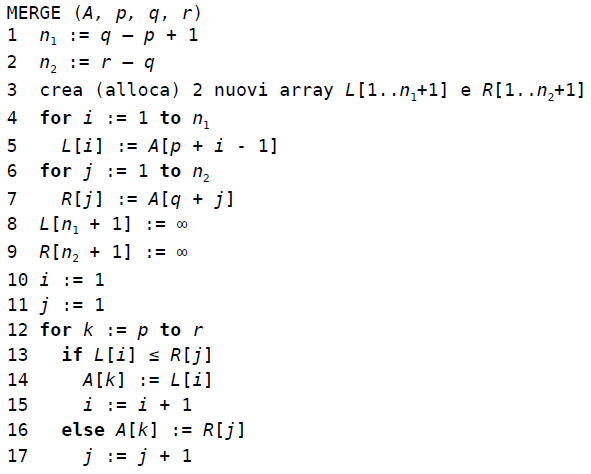 MERGE (A, p, q, r)
1 n₁ := q – p + 1
2 n₂ := r – q
3 crea (alloca) 2 nuovi array L[1..n₁+1] e R[1..n₂+1]
4 for i := 1 to n₁
5 L[i] := A[p + i - 1]
6 for j := 1 to n₂
7 R[j] := A[q + j]
8 L[n₁ + 1] := ∞
9 R[n₂ + 1] := ∞
10 i := 1
11 j := 1
12 for k := p to r
13 if L[i] ≤ R[j]
14 A[k] := L[i]
15 i := i + 1
16 else A[k] := R[j]
17 j := j + 1